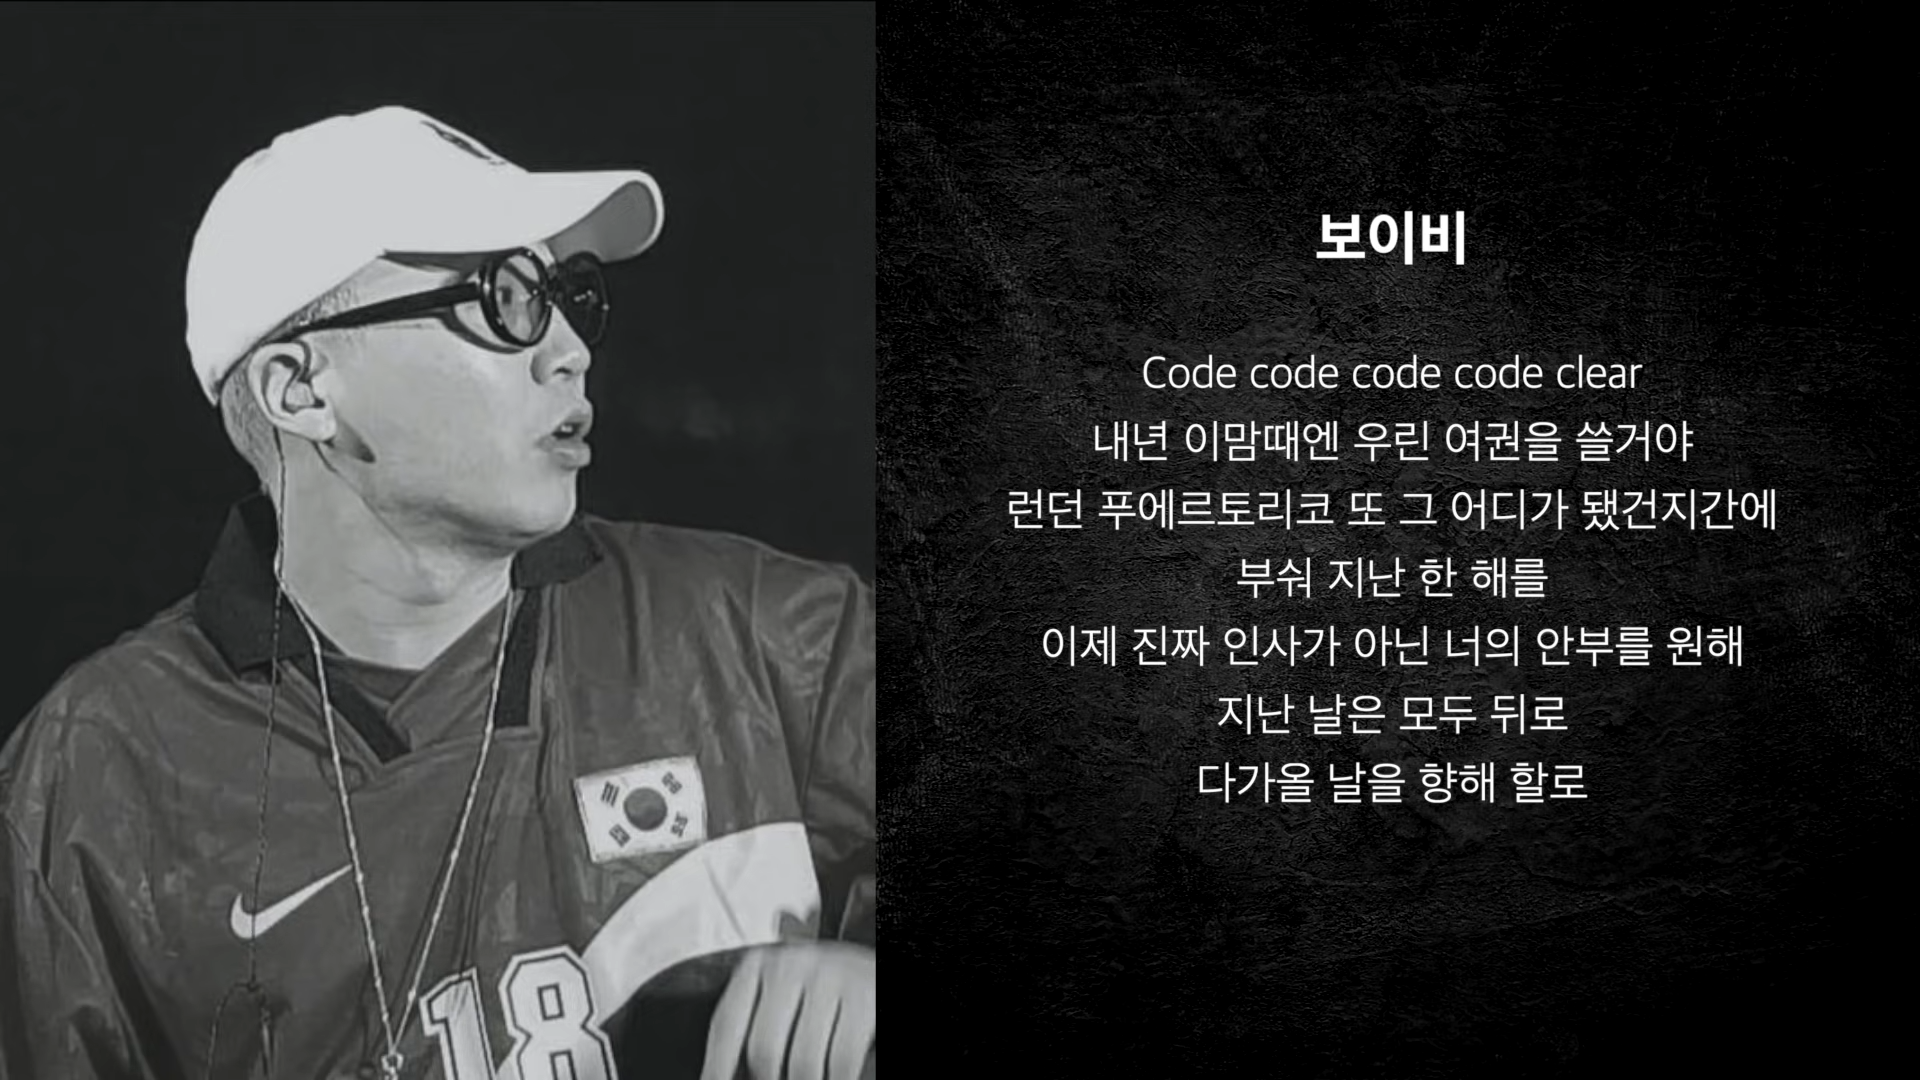 보이비
Code code code code clear
내년 이맘때엔 우린 여권을 쓸거야
런던 푸에르토리코 또 그 어디가 됐건지간에
부숴 지난 한 해를
이제 진짜 인사가 아닌 너의 안부를 원해
지난 날은 모두 뒤로
다가올 날을 향해 할로
18